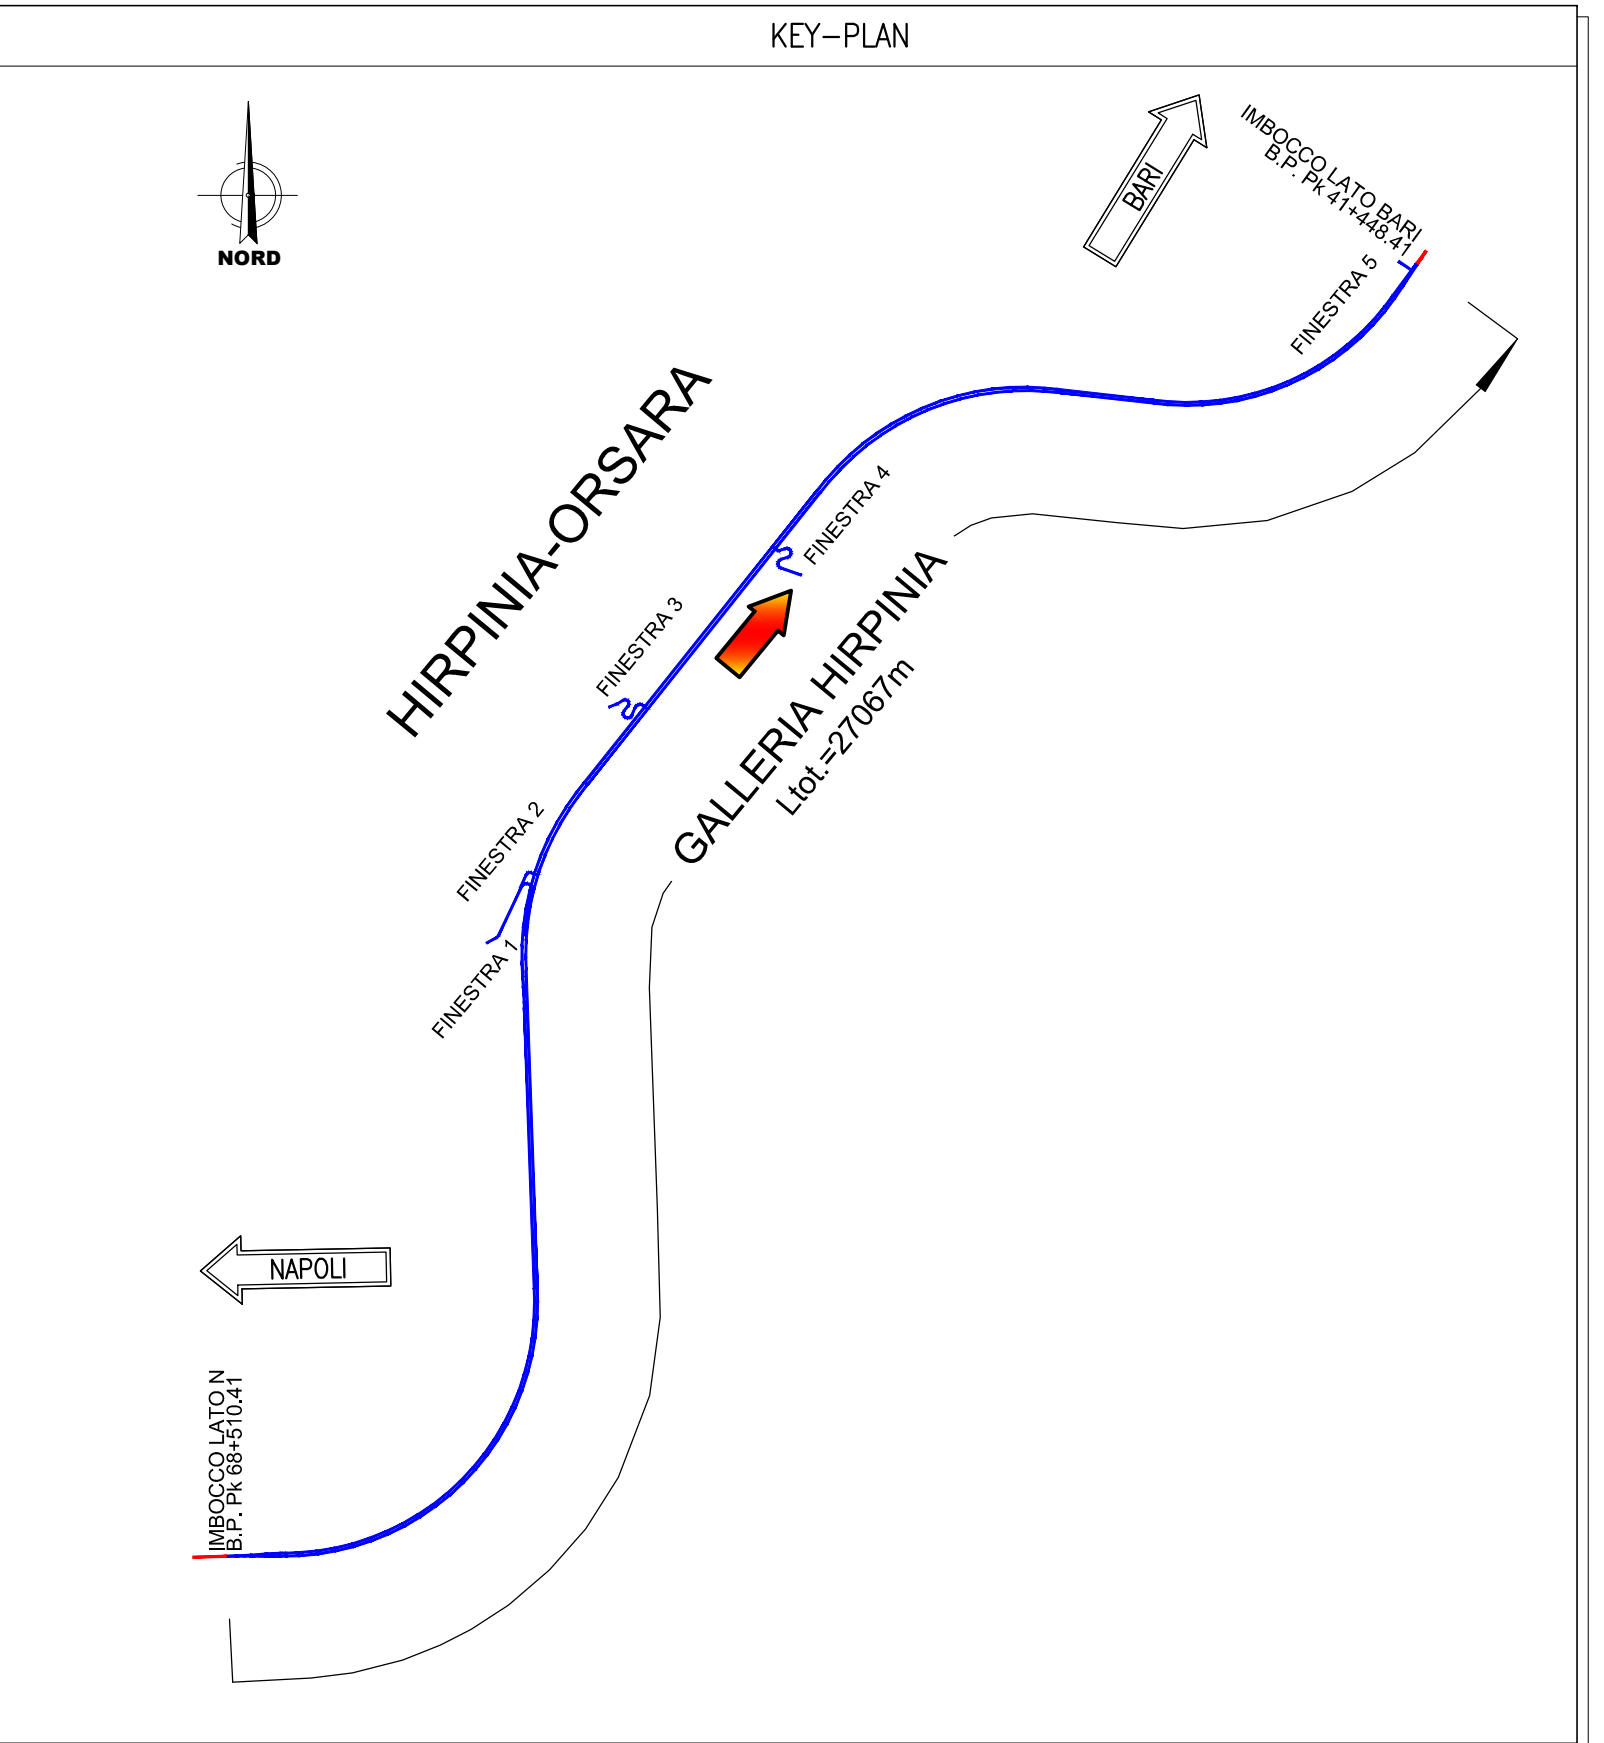 KEY-PLAN
NORD
BARI
IMBOCCO LATO BARI
B.P. Pk 41+448.41
FINESTRA 5
HIRPINIA-ORSARA
FINESTRA 4
FINESTRA 3
GALLERIA HIRPINIA
Ltot.=27067m
FINESTRA 2
FINESTRA 1
NAPOLI
IMBOCCO LATO N
B.P. Pk 68+510.41